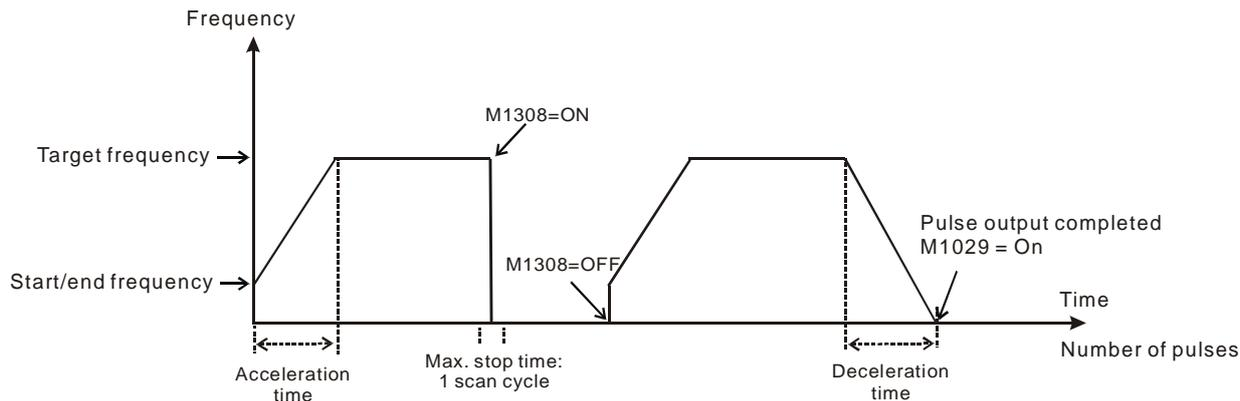 Frequency
M1308=ON
Target frequency
Pulse output completed
M1029 = On
M1308=OFF
Start/end frequency
Time
Number of pulses
Max. stop time:
1 scan cycle
Acceleration
time
Deceleration
time